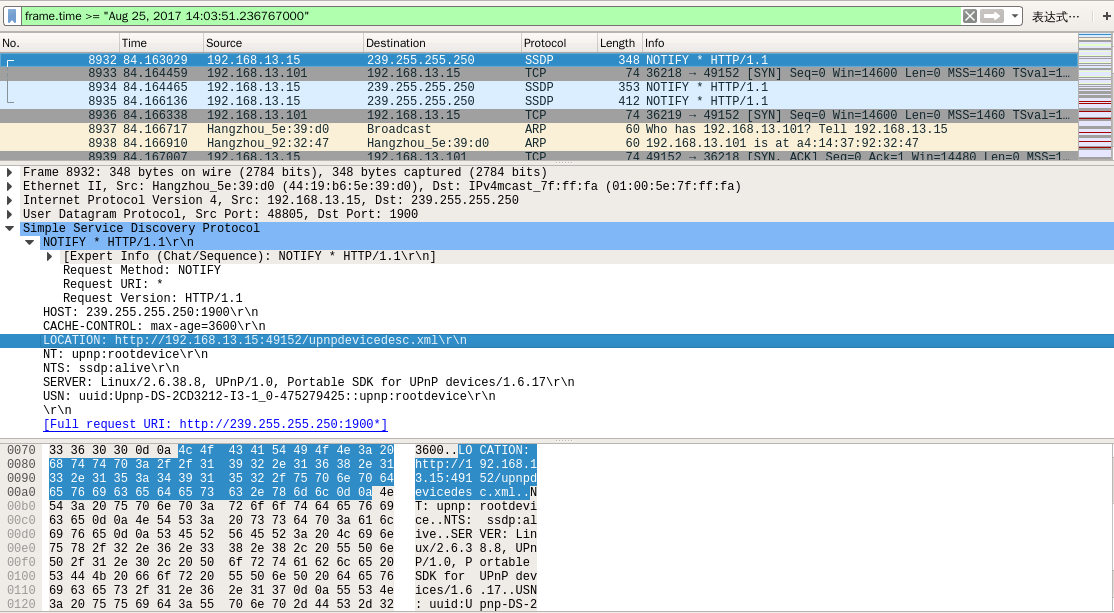 frame.time >= "Aug 25, 2017 14:03:51.236767000" 表达式… +
No. Time Source Destination Protocol Length Info
8932 84.163029 192.168.13.15 239.255.255.250 SSDP 348 NOTIFY * HTTP/1.1
8933 84.164459 192.168.13.101 192.168.13.15 TCP 74 36218 → 49152 [SYN] Seq=0 Win=14600 Len=0 MSS=1460 TSval=1…
8934 84.164465 192.168.13.15 239.255.255.250 SSDP 353 NOTIFY * HTTP/1.1
8935 84.166136 192.168.13.15 239.255.255.250 SSDP 412 NOTIFY * HTTP/1.1
8936 84.166338 192.168.13.101 192.168.13.15 TCP 74 36219 → 49152 [SYN] Seq=0 Win=14600 Len=0 MSS=1460 TSval=1…
8937 84.166717 Hangzhou_5e:39:d0 Broadcast ARP 60 Who has 192.168.13.101? Tell 192.168.13.15
8938 84.166910 Hangzhou_92:32:47 Hangzhou_5e:39:d0 ARP 60 192.168.13.101 is at a4:14:37:92:32:47
8939 84.167007 192.168.13.15 192.168.13.101 TCP 74 49152 → 36218 [SYN, ACK] Seq=0 Ack=1 Win=14480 Len=0 MSS=1…
Frame 8932: 348 bytes on wire (2784 bits), 348 bytes captured (2784 bits)
Ethernet II, Src: Hangzhou_5e:39:d0 (44:19:b6:5e:39:d0), Dst: IPv4mcast_7f:ff:fa (01:00:5e:7f:ff:fa)
Internet Protocol Version 4, Src: 192.168.13.15, Dst: 239.255.255.250
User Datagram Protocol, Src Port: 48805, Dst Port: 1900
Simple Service Discovery Protocol
NOTIFY * HTTP/1.1\r\n
[Expert Info (Chat/Sequence): NOTIFY * HTTP/1.1\r\n]
Request Method: NOTIFY
Request URI: *
Request Version: HTTP/1.1
HOST: 239.255.255.250:1900\r\n
CACHE-CONTROL: max-age=3600\r\n
LOCATION: http://192.168.13.15:49152/upnpdevicedesc.xml\r\n
NT: upnp:rootdevice\r\n
NTS: ssdp:alive\r\n
SERVER: Linux/2.6.38.8, UPnP/1.0, Portable SDK for UPnP devices/1.6.17\r\n
USN: uuid:Upnp-DS-2CD3212-I3-1_0-475279425::upnp:rootdevice\r\n
\r\n
[Full request URI: http://239.255.255.250:1900*]
0070 33 36 30 30 0d 0a 4c 4f 43 41 54 49 4f 4e 3a 20 3600..LO CATION:
0080 68 74 74 70 3a 2f 2f 31 39 32 2e 31 36 38 2e 31 http://1 92.168.1
0090 33 2e 31 35 3a 34 39 31 35 32 2f 75 70 6e 70 64 3.15:491 52/upnpd
00a0 65 76 69 63 65 64 65 73 63 2e 78 6d 6c 0d 0a 4e evicedes c.xml..N
00b0 54 3a 20 75 70 6e 70 3a 72 6f 6f 74 64 65 76 69 T: upnp: rootdevi
00c0 63 65 0d 0a 4e 54 53 3a 20 73 73 64 70 3a 61 6c ce..NTS: ssdp:al
00d0 69 76 65 0d 0a 53 45 52 56 45 52 3a 20 4c 69 6e ive..SER VER: Lin
00e0 75 78 2f 32 2e 36 2e 33 38 2e 38 2c 20 55 50 6e ux/2.6.3 8.8, UPn
00f0 50 2f 31 2e 30 2c 20 50 6f 72 74 61 62 6c 65 20 P/1.0, P ortable
0100 53 44 4b 20 66 6f 72 20 55 50 6e 50 20 64 65 76 SDK for UPnP dev
0110 69 63 65 73 2f 31 2e 36 2e 31 37 0d 0a 55 53 4e ices/1.6 .17..USN
0120 3a 20 75 75 69 64 3a 55 70 6e 70 2d 44 53 2d 32 : uuid:U pnp-DS-2